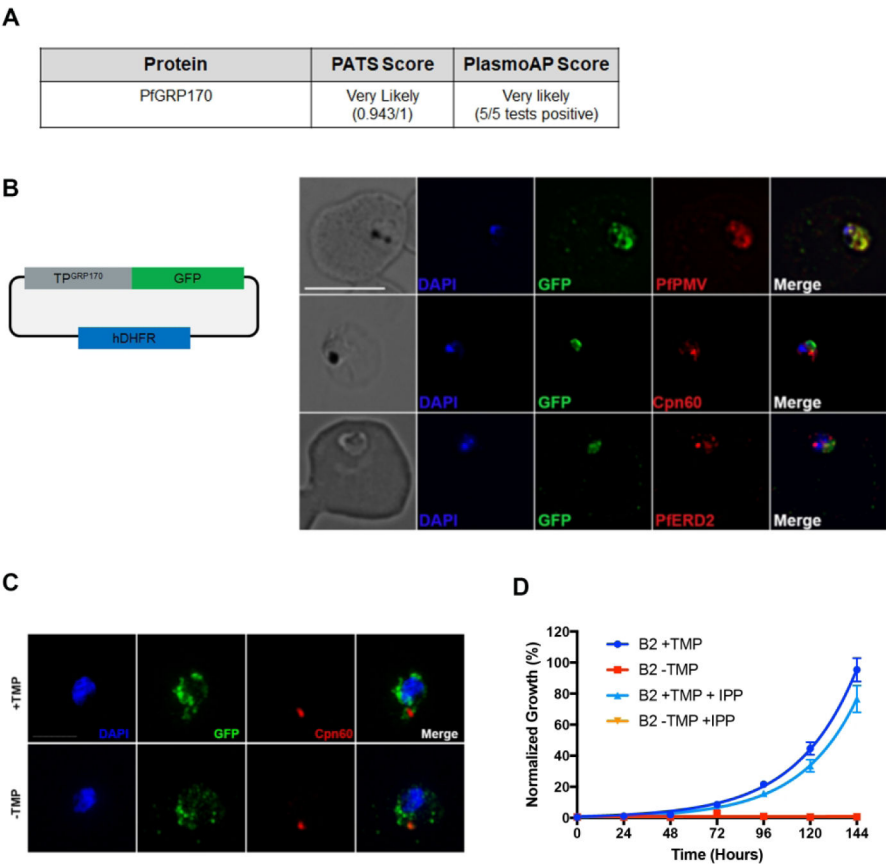 A
Protein PATS Score PlasmoAP Score
PfGRP170 Very Likely Very likely
(0.943/1) (5/5 tests positive)
B
TPGRP170 GFP
hDHFR
DAPI GFP PfPMV Merge
DAPI GFP Cpn60 Merge
DAPI GFP PfERD2 Merge
C
+TMP
DAPI GFP Cpn60 Merge
-TMP
D
Normalized Growth (%)
120
100
80
60
40
20
0
B2 +TMP
B2 -TMP
B2 +TMP + IPP
B2 -TMP +IPP
0 24 48 72 96 120 144
Time (Hours)